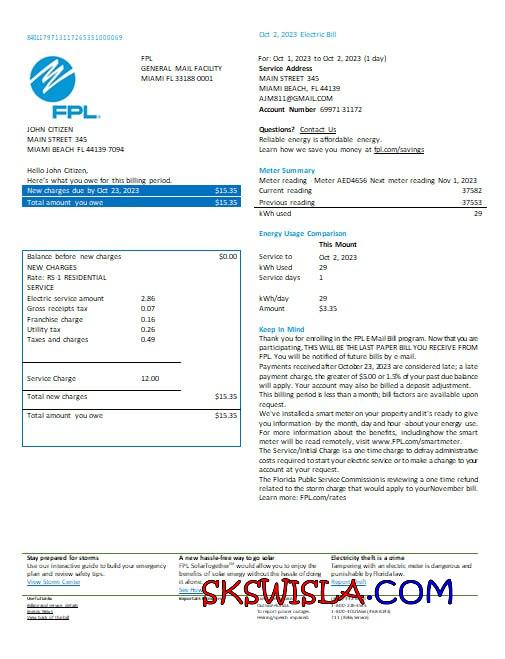 84011797131172653310000​69
Oct 2, 2023 Electric Bill
FPL
GENERAL MAIL FACILITY
MIAMI FL 33188 0001
For: Oct 1, 2023 to Oct 2, 2023 (1 day)
Service Address
MAIN STREET 345
MIAMI BEACH, FL 44139
AJM811@GMAIL.COM
Account Number 69971 31172
FPL
JOHN CITIZEN
MAIN STREET 345
MIAMI BEACH FL 44139 7094
Questions? Contact Us
Reliable energy is affordable energy.
Learn how we save you money at fpl.com/savings
Hello John Citizen,
Here's what you owe for this billing period.
New charges due by Oct 23, 2023 $15.35
Total amount you owe $15.35
Meter Summary
Meter reading Meter AED4656 Next meter reading Nov 1, 2023
Current reading 37582
Previous reading 37553
kWh used 29
Energy Usage Comparison
This Mount
Service to Oct 2, 2023
kWh Used 29
Service days 1
kWh/day 29
Amount $3.35
Balance before new charges $0.00
NEW CHARGES
Rate: RS-1 RESIDENTIAL
SERVICE
Electric service amount 2.86
Gross receipts tax 0.07
Franchise charge 0.16
Utility tax 0.26
Taxes and charges 0.49
Service Charge 12.00
Total new charges $15.35
Total amount you owe $15.35
Keep In Mind
Thank you for enrolling in the FPL E-Mail Bill program. Now that you are
participating, THIS WILL BE THE LAST PAPER BILL YOU RECEIVE FROM
FPL. You will be notified of future bills by e-mail.
Payments received after October 23, 2023 are considered late; a late
payment charge, the greater of $5.00 or 1.5% of your past due balance
will apply. Your account may also be billed a deposit adjustment.
This billing period is less than a month; bill factors are available upon
request.
We've installed a smart meter on your property and it's ready to give
you information-by the month, day and hour-about your energy use.
For more information about the benefits, including how the smart
meter will be read remotely, visit www.FPL.com/smartmeter.
The Service/Initial Charge is a one time charge to defray administrative
costs required to start your electric service or to make a change to your
account at your request.
The Florida Public Service Commission is reviewing a one time refund
related to the storm charge that would apply to your November bill.
Learn more: FPL.com/rates
Stay prepared for storms
Use our interactive guide to build your emergency
plan and review safety tips.
View Storm Center
A new hassle-free way to go solar
FPL SolarTogether℠ would allow you to enjoy the
benefits of solar energy without the hassle of doing
it alone.
See How
Electricity theft is a crime
Tampering with an electric meter is dangerous and
punishable by Florida law.
Report Theft
Useful Links
Billing and service details
Energy News
View back of the bill
To report power outages:
Hearing/speech impaired:
711 (Relay Service)
SKSWISLA.COM